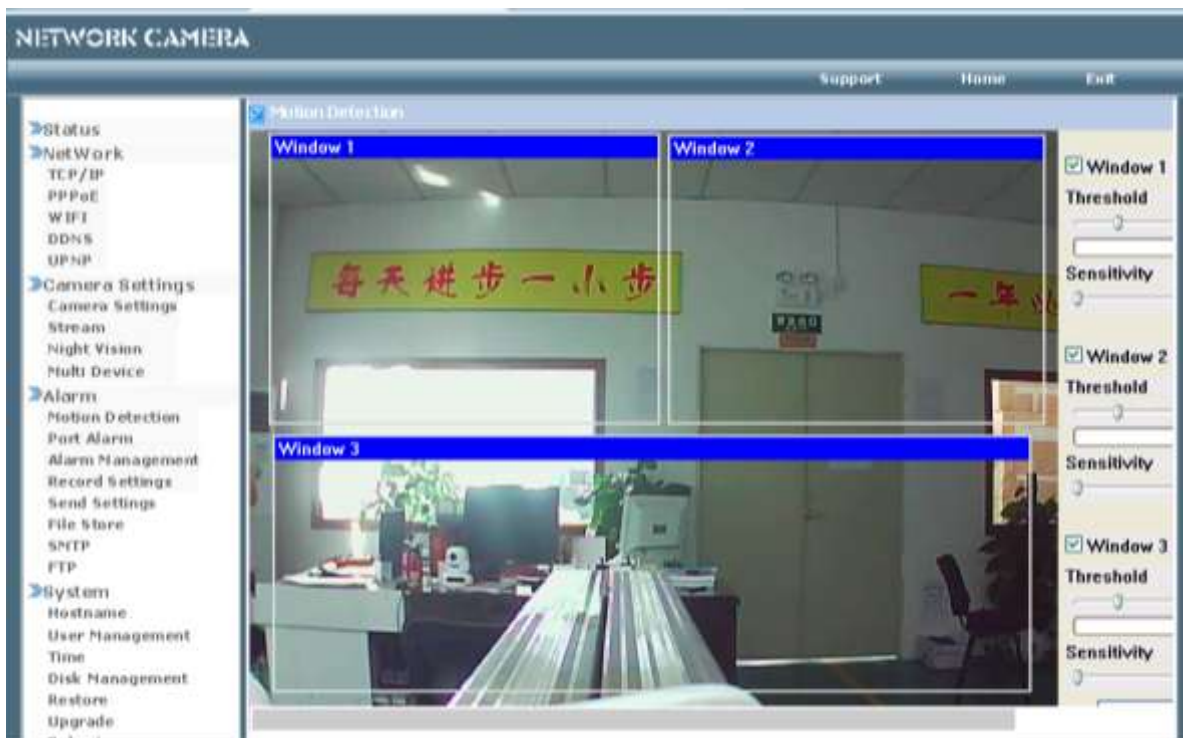 NETWORK CAMERA
Support Home Exit
Motion Detection
Status
NetWork
TCP/IP
PPPoE
WIFI
DDNS
UPNP
Camera Settings
Camera Settings
Stream
Night Vision
Multi Device
Alarm
Motion Detection
Port Alarm
Alarm Management
Record Settings
Send Settings
File Store
SMTP
FTP
System
Hostname
User Management
Time
Disk Management
Restore
Upgrade
Window 1
Window 2
每天进步一小步
一年
Window 3
Window 1
Threshold
Sensitivity
Window 2
Threshold
Sensitivity
Window 3
Threshold
Sensitivity